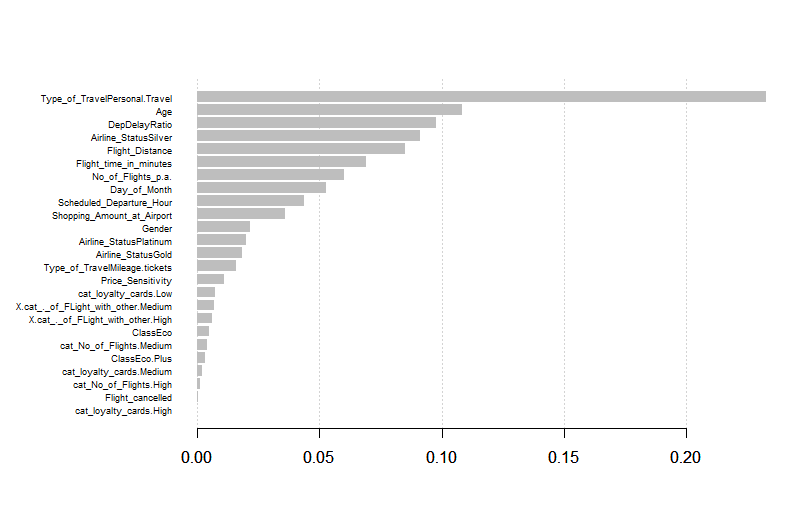 Type_of_TravelPersonal.Travel
Age
DepDelayRatio
Airline_StatusSilver
Flight_Distance
Flight_time_in_minutes
No_of_Flights_p.a.
Day_of_Month
Scheduled_Departure_Hour
Shopping_Amount_at_Airport
Gender
Airline_StatusPlatinum
Airline_StatusGold
Type_of_TravelMileage.tickets
Price_Sensitivity
cat_loyalty_cards.Low
X.cat_._of_FLight_with_other.Medium
X.cat_._of_FLight_with_other.High
ClassEco
cat_No_of_Flights.Medium
ClassEco.Plus
cat_loyalty_cards.Medium
cat_No_of_Flights.High
Flight_cancelled
cat_loyalty_cards.High
0.00 0.05 0.10 0.15 0.20